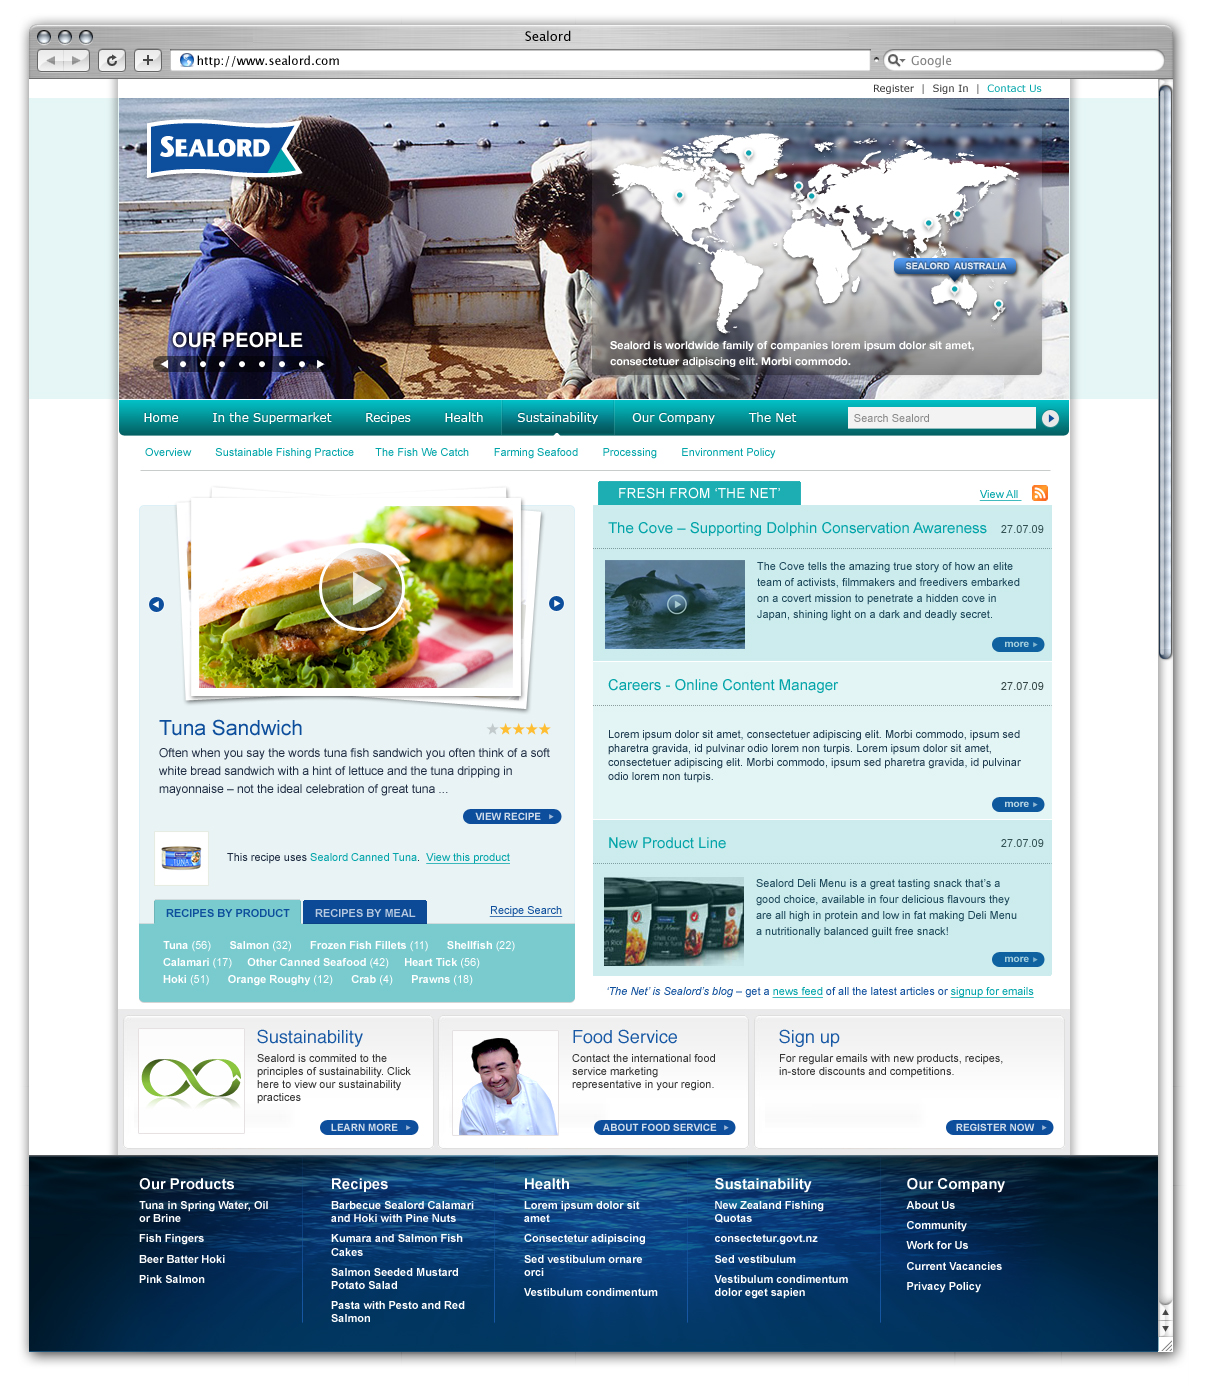 Sealord
http://www.sealord.com
Google
Register | Sign In | Contact Us
SEALORD
SEALORD AUSTRALIA
OUR PEOPLE
Sealord is worldwide family of companies lorem ipsum dolor sit amet,
consectetuer adipiscing elit. Morbi commodo.
Home In the Supermarket Recipes Health Sustainability Our Company The Net Search Sealord
Overview Sustainable Fishing Practice The Fish We Catch Farming Seafood Processing Environment Policy
Tuna Sandwich
Often when you say the words tuna fish sandwich you often think of a soft
white bread sandwich with a hint of lettuce and the tuna dripping in
mayonnaise – not the ideal celebration of great tuna ...
VIEW RECIPE
TUNA
This recipe uses Sealord Canned Tuna. View this product
RECIPES BY PRODUCT RECIPES BY MEAL Recipe Search
Tuna (56) Salmon (32) Frozen Fish Fillets (11) Shellfish (22)
Calamari (17) Other Canned Seafood (42) Heart Tick (56)
Hoki (51) Orange Roughy (12) Crab (4) Prawns (18)
FRESH FROM ‘THE NET’ View All
The Cove – Supporting Dolphin Conservation Awareness 27.07.09
The Cove tells the amazing true story of how an elite
team of activists, filmmakers and freedivers embarked
on a covert mission to penetrate a hidden cove in
Japan, shining light on a dark and deadly secret.
more
Careers - Online Content Manager 27.07.09
Lorem ipsum dolor sit amet, consectetuer adipiscing elit. Morbi commodo, ipsum sed
pharetra gravida, id pulvinar odio lorem non turpis. Lorem ipsum dolor sit amet,
consectetuer adipiscing elit. Morbi commodo, ipsum sed pharetra gravida, id pulvinar
odio lorem non turpis.
more
New Product Line 27.07.09
Sealord Deli Menu is a great tasting snack that’s a
good choice, available in four delicious flavours they
are all high in protein and low in fat making Deli Menu
a nutritionally balanced guilt free snack!
more
‘The Net’ is Sealord’s blog – get a news feed of all the latest articles or signup for emails
Sustainability
Sealord is commited to the
principles of sustainability. Click
here to view our sustainability
practices
LEARN MORE
Food Service
Contact the international food
service marketing
representative in your region.
ABOUT FOOD SERVICE
Sign up
For regular emails with new products, recipes,
in-store discounts and competitions.
REGISTER NOW
Our Products
Tuna in Spring Water, Oil
or Brine
Fish Fingers
Beer Batter Hoki
Pink Salmon
Recipes
Barbecue Sealord Calamari
and Hoki with Pine Nuts
Kumara and Salmon Fish
Cakes
Salmon Seeded Mustard
Potato Salad
Pasta with Pesto and Red
Salmon
Health
Lorem ipsum dolor sit
amet
Consectetur adipiscing
Sed vestibulum ornare
orci
Vestibulum condimentum
Sustainability
New Zealand Fishing
Quotas
consectetur.govt.nz
Sed vestibulum
Vestibulum condimentum
dolor eget sapien
Our Company
About Us
Community
Work for Us
Current Vacancies
Privacy Policy